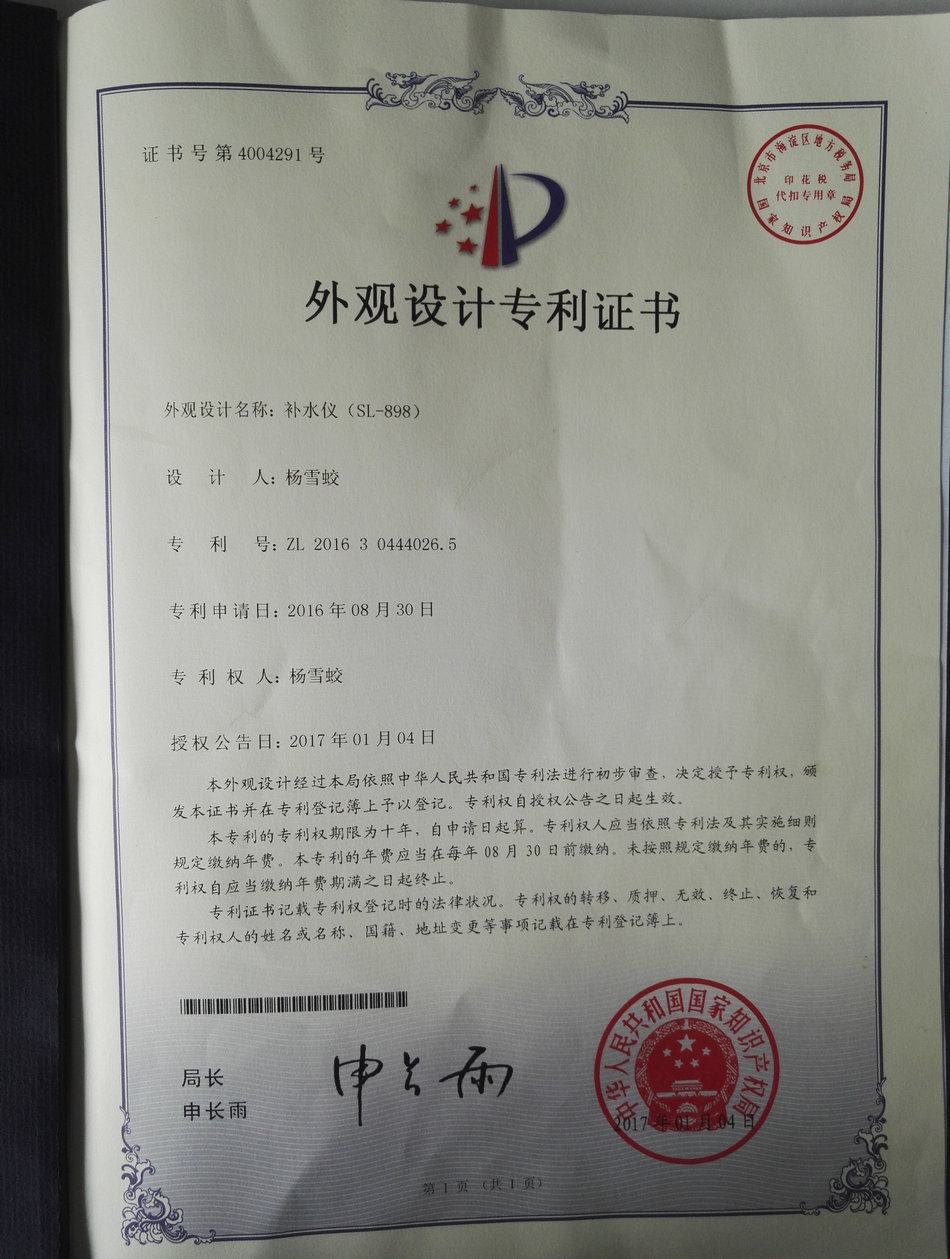 证书号第4004291号
北京市海淀区地方税务局
印花税
代扣专用章
国家知识产权局
外观设计专利证书
外观设计名称：补水仪（SL-898）
设计人：杨雪蛟
专利号：ZL 2016 3 0444026.5
专利申请日：2016年08月30日
专利权人：杨雪蛟
授权公告日：2017年01月04日
本外观设计经过本局依照中华人民共和国专利法进行初步审查，决定授予专利权，颁
发本证书并在专利登记簿上予以登记。专利权自授权公告之日起生效。
本专利的专利权期限为十年，自申请日起算。专利权人应当依照专利法及其实施细则
规定缴纳年费。本专利的年费应当在每年08月30日前缴纳。未按照规定缴纳年费的，专
利权自应当缴纳年费期满之日起终止。
专利证书记载专利权登记时的法律状况。专利权的转移、质押、无效、终止、恢复和
专利权人的姓名或名称、国籍、地址变更等事项记载在专利登记簿上。
局长
申长雨
申长雨
中华人民共和国国家知识产权局
2017年01月04日
第1页（共1页）